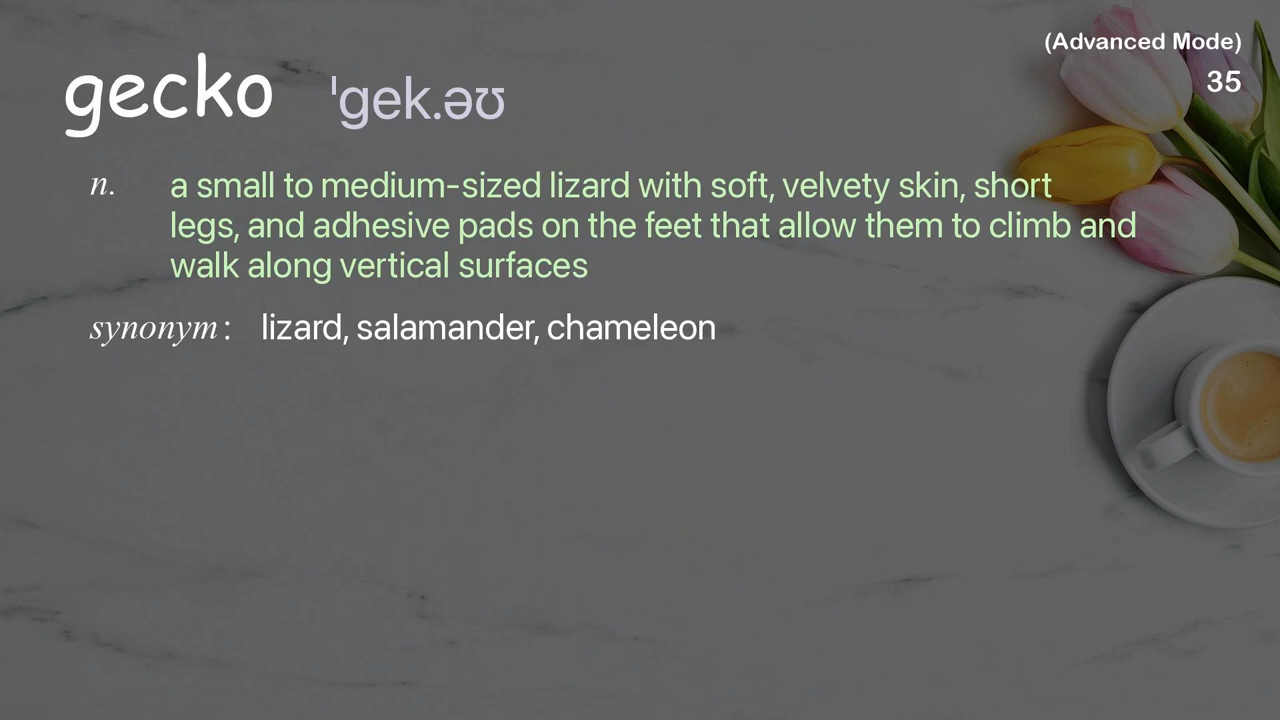 (Advanced Mode)
35
gecko ˈgek.əʊ
n. a small to medium-sized lizard with soft, velvety skin, short
legs, and adhesive pads on the feet that allow them to climb and
walk along vertical surfaces
synonym : lizard, salamander, chameleon